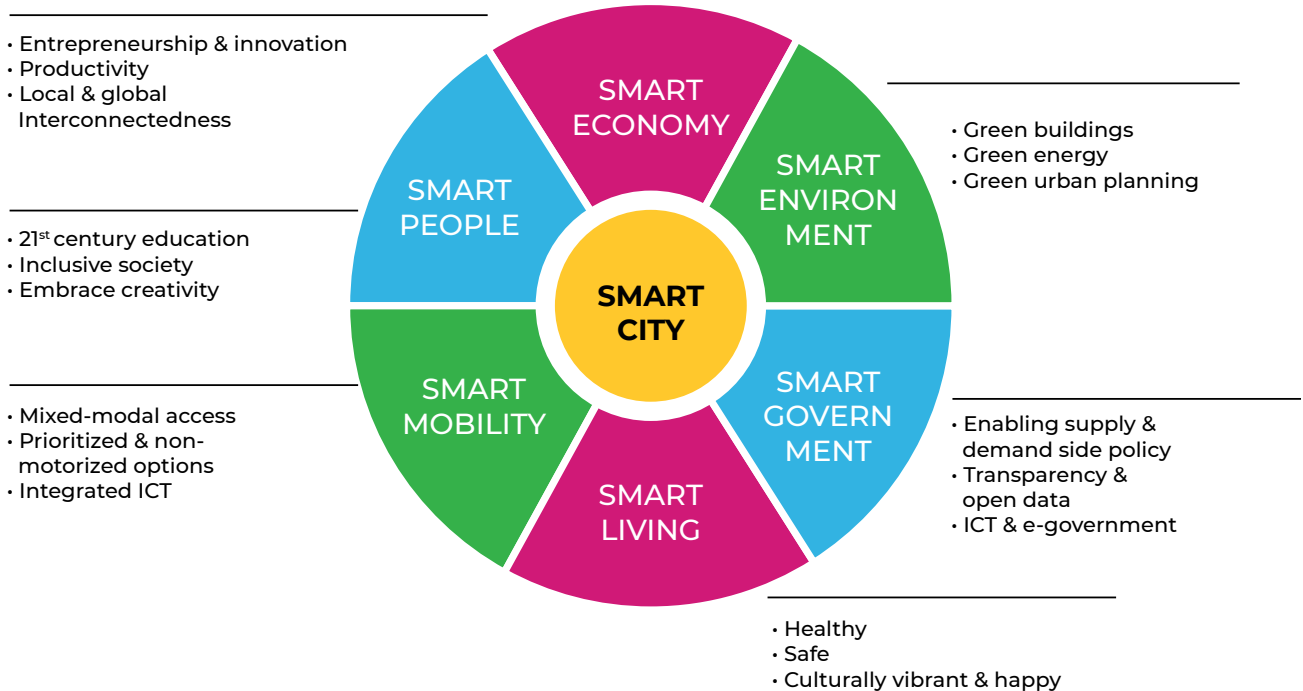 SMART
ECONOMY
• Entrepreneurship & innovation
• Productivity
• Local & global
Interconnectedness
SMART
ENVIRON
MENT
• Green buildings
• Green energy
• Green urban planning
SMART
PEOPLE
• 21st century education
• Inclusive society
• Embrace creativity
SMART
CITY
SMART
MOBILITY
• Mixed-modal access
• Prioritized & non-
motorized options
• Integrated ICT
SMART
GOVERN
MENT
• Enabling supply &
demand side policy
• Transparency &
open data
• ICT & e-government
SMART
LIVING
• Healthy
• Safe
• Culturally vibrant & happy